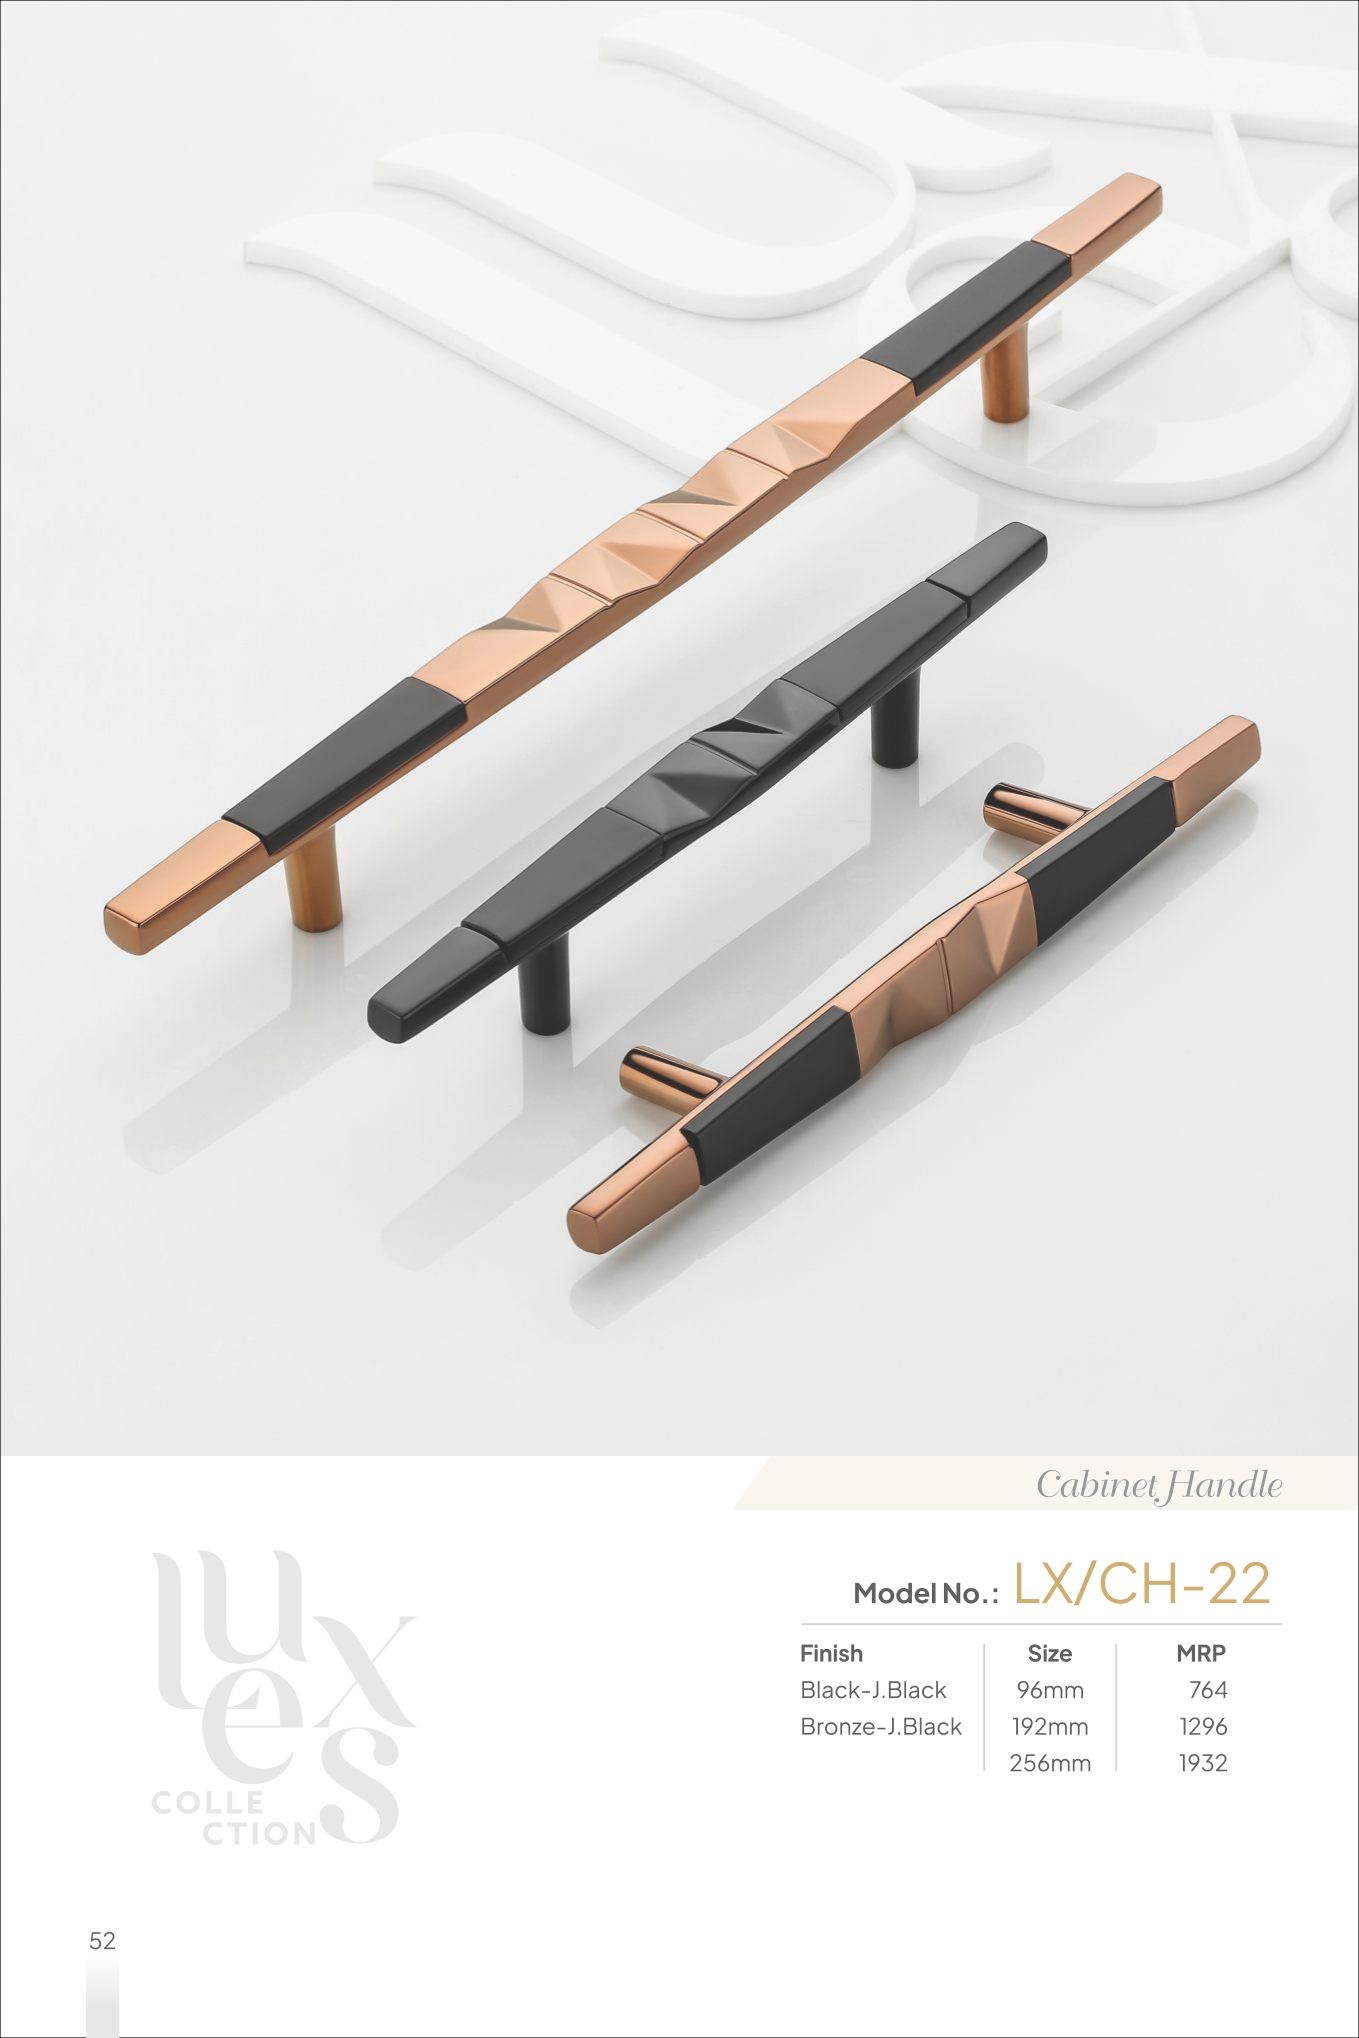 Cabinet Handle
Model No.: LX/CH-22
Finish Size MRP
Black-J.Black 96mm 764
Bronze-J.Black 192mm 1296
256mm 1932
luxes
COLLE
CTION
52